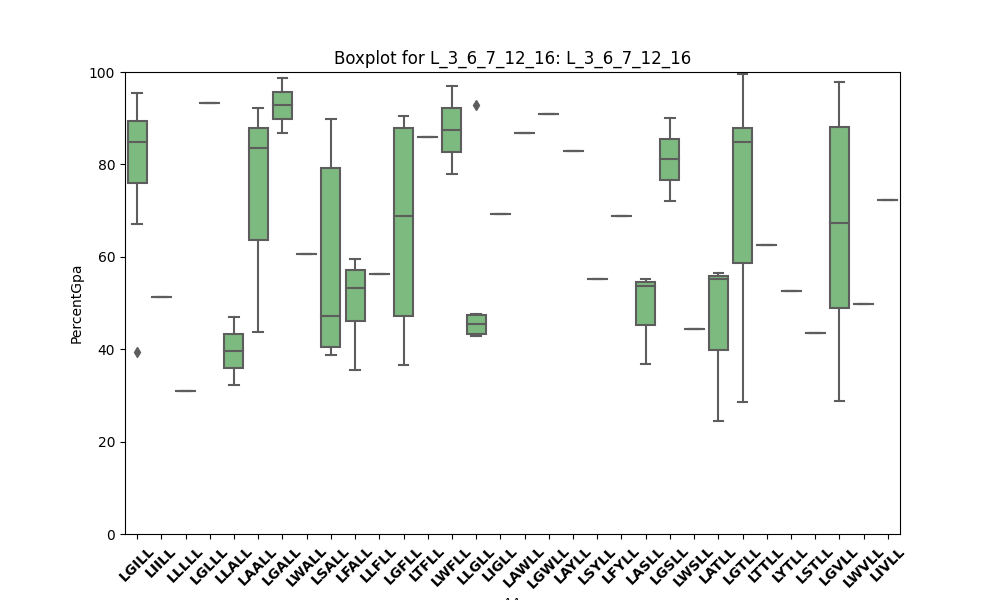 Boxplot for L_3_6_7_12_16: L_3_6_7_12_16
PercentGpa
100
80
60
40
20
0
LGILL LIILL LLLLL LGLLL LLALL LAALL LGALL LWALL LSALL LFALL LLFLL LGFLL LTFLL LWFLL LLGLL LIGLL LAWLL LGWLL LAYLL LSYLL LFYLL LASLL LGSLL LWSLL LATLL LGTLL LTTLL LYTLL LSTLL LGVLL LWVLL LIVLL